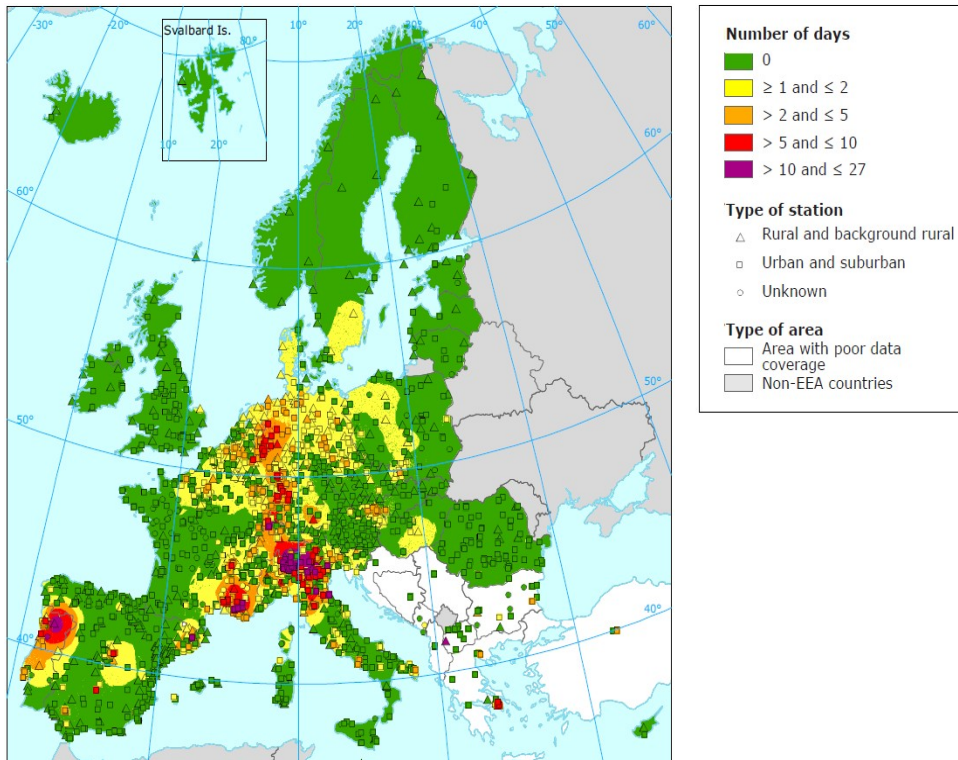 -30°
-20°
Svalbard Is.
80°
10°
20°
-10°
0°
10°
20°
30°
40°
50°
60°
70°
60°
60°
50°
50°
40°
40°
Number of days
0
≥ 1 and ≤ 2
> 2 and ≤ 5
> 5 and ≤ 10
> 10 and ≤ 27
Type of station
Rural and background rural
Urban and suburban
Unknown
Type of area
Area with poor data
coverage
Non-EEA countries